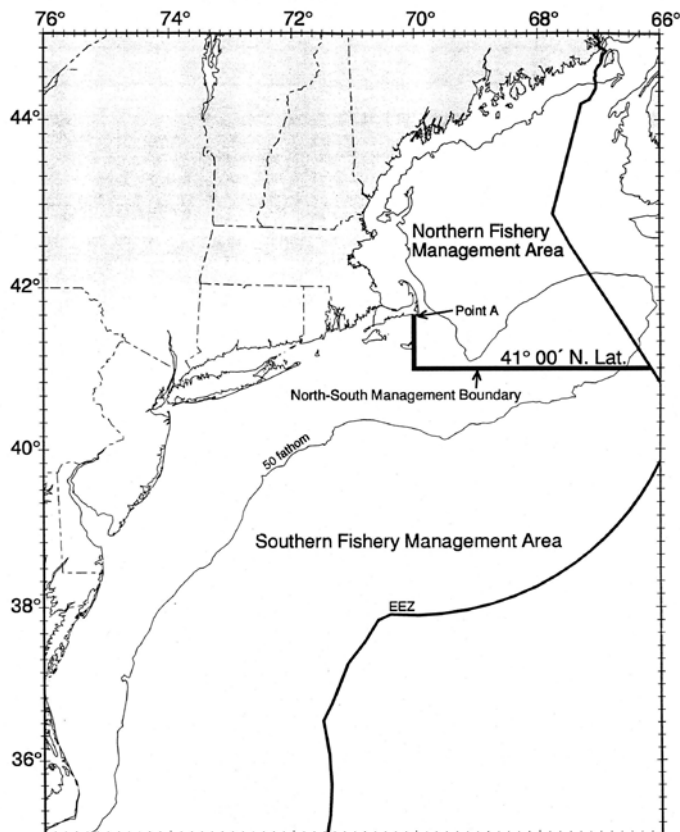 76° 74° 72° 70° 68° 66°
44°
Northern Fishery
Management Area
42°
Point A
41° 00´ N. Lat.
North-South Management Boundary
40°
50 fathom
Southern Fishery Management Area
38°
EEZ
36°